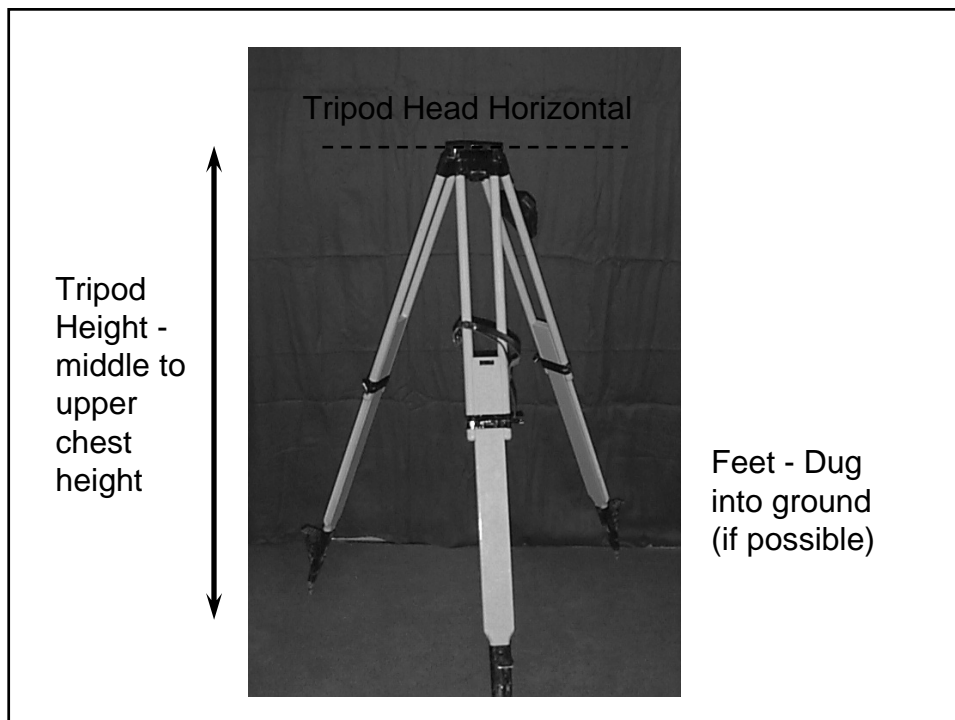 Tripod Head Horizontal
Tripod
Height -
middle to
upper
chest
height
Feet - Dug
into ground
(if possible)